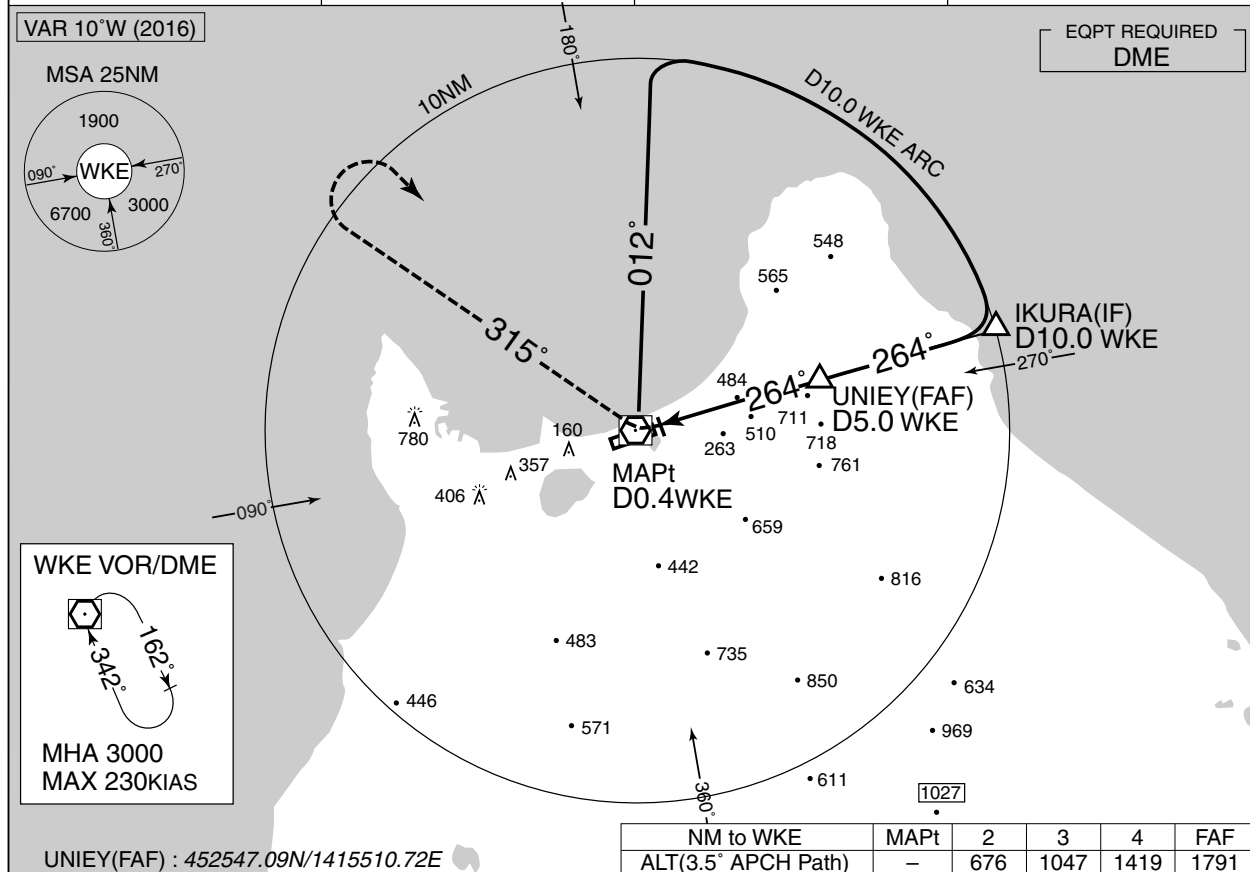 VAR 10°W (2016)
EQPT REQUIRED
DME
MSA 25NM
1900
WKE
090°
270°
6700
3000
360°
180°
10NM
D10.0 WKE ARC
012°
315°
548
565
IKURA(IF)
D10.0 WKE
270°
264°
264°
UNIEY(FAF)
D5.0 WKE
484
711
510
718
263
761
780
160
357
406
MAPt
D0.4WKE
090°
659
442
816
483
735
850
634
446
571
969
611
1027
360°
WKE VOR/DME
162°
342°
MHA 3000
MAX 230KIAS
UNIEY(FAF) : 452547.09N/1415510.72E
NM to WKE MAPt 2 3 4 FAF
ALT(3.5° APCH Path) – 676 1047 1419 1791